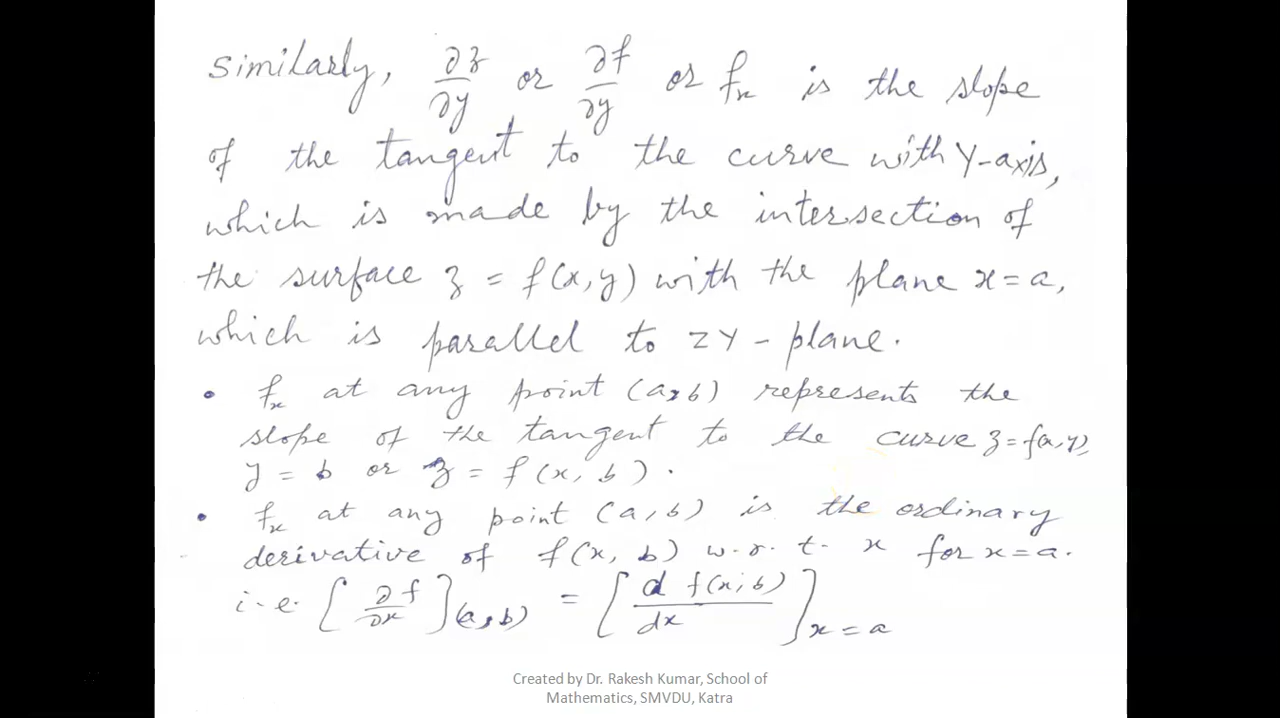 Similarly, ∂z/∂y or ∂f/∂y or fₓ is the slope
of the tangent to the curve with Y-axis,
which is made by the intersection of
the surface z = f(x,y) with the plane x=a,
which is parallel to ZY-plane.
• fₓ at any point (a,b) represents the
slope of the tangent to the curve z=f(x,y),
y = b or z = f(x, b).
• fₓ at any point (a,b) is the ordinary
derivative of f(x, b) w.r.t. x for x=a.
i.e. [∂f/∂x](a,b) = [d f(x,b)/dx]x=a
Created by Dr. Rakesh Kumar, School of
Mathematics, SMVDU, Katra